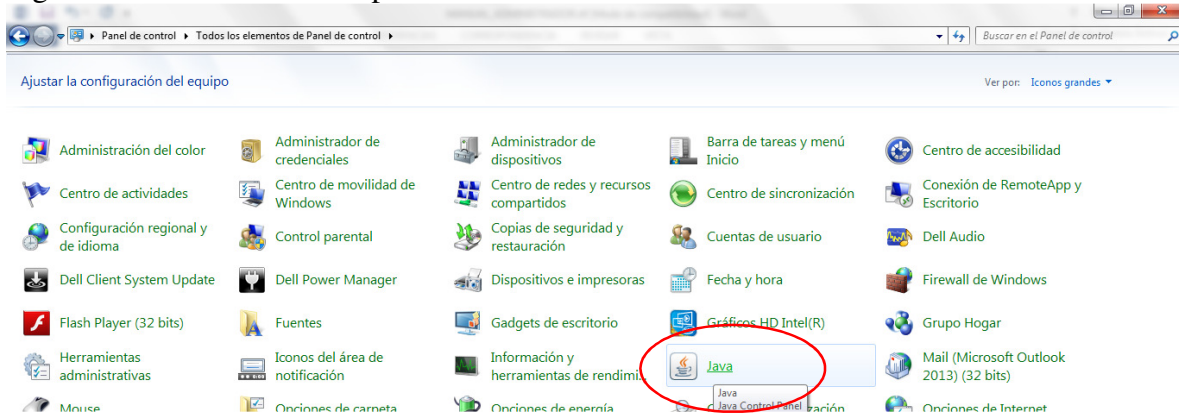 Panel de control ▸ Todos los elementos de Panel de control ▸
Buscar en el Panel de control
Ajustar la configuración del equipo
Ver por: Iconos grandes
Administración del color
Administrador de
credenciales
Administrador de
dispositivos
Barra de tareas y menú
Inicio
Centro de accesibilidad
Centro de actividades
Centro de movilidad de
Windows
Centro de redes y recursos
compartidos
Centro de sincronización
Conexión de RemoteApp y
Escritorio
Configuración regional y
de idioma
Control parental
Copias de seguridad y
restauración
Cuentas de usuario
Dell Audio
Dell Client System Update
Dell Power Manager
Dispositivos e impresoras
Fecha y hora
Firewall de Windows
Flash Player (32 bits)
Fuentes
Gadgets de escritorio
Gráficos HD Intel(R)
Grupo Hogar
Herramientas
administrativas
Iconos del área de
notificación
Información y
herramientas de rendimi...
Java
Mail (Microsoft Outlook
2013) (32 bits)
Java
Java Control Panel
Mouse
Opciones de carpeta
Opciones de energía
Opciones de Internet